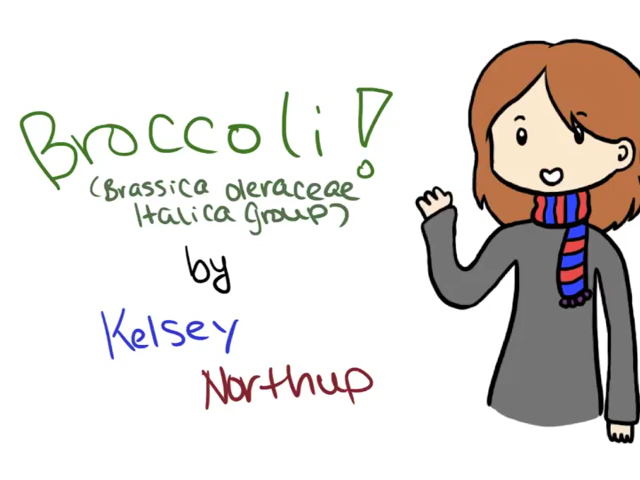 Broccoli!
(Brassica oleraceae
Italica Group)
by
Kelsey
Northup